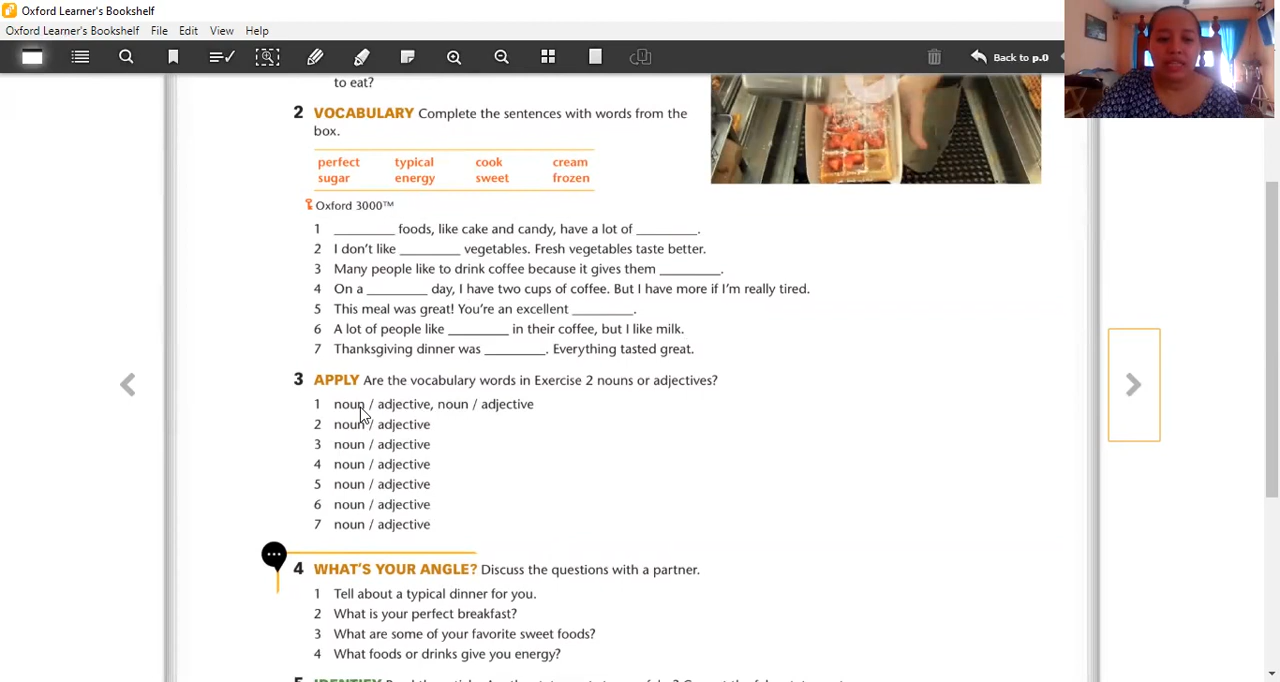 Oxford Learner's Bookshelf
Oxford Learner's Bookshelf File Edit View Help
Back to p.0
to eat?
2 VOCABULARY Complete the sentences with words from the
box.
perfect typical cook cream
sugar energy sweet frozen
Oxford 3000™
1 ________ foods, like cake and candy, have a lot of ________.
2 I don't like ________ vegetables. Fresh vegetables taste better.
3 Many people like to drink coffee because it gives them ________.
4 On a ________ day, I have two cups of coffee. But I have more if I'm really tired.
5 This meal was great! You're an excellent ________.
6 A lot of people like ________ in their coffee, but I like milk.
7 Thanksgiving dinner was ________. Everything tasted great.
3 APPLY Are the vocabulary words in Exercise 2 nouns or adjectives?
1 noun / adjective, noun / adjective
2 noun / adjective
3 noun / adjective
4 noun / adjective
5 noun / adjective
6 noun / adjective
7 noun / adjective
4 WHAT'S YOUR ANGLE? Discuss the questions with a partner.
1 Tell about a typical dinner for you.
2 What is your perfect breakfast?
3 What are some of your favorite sweet foods?
4 What foods or drinks give you energy?